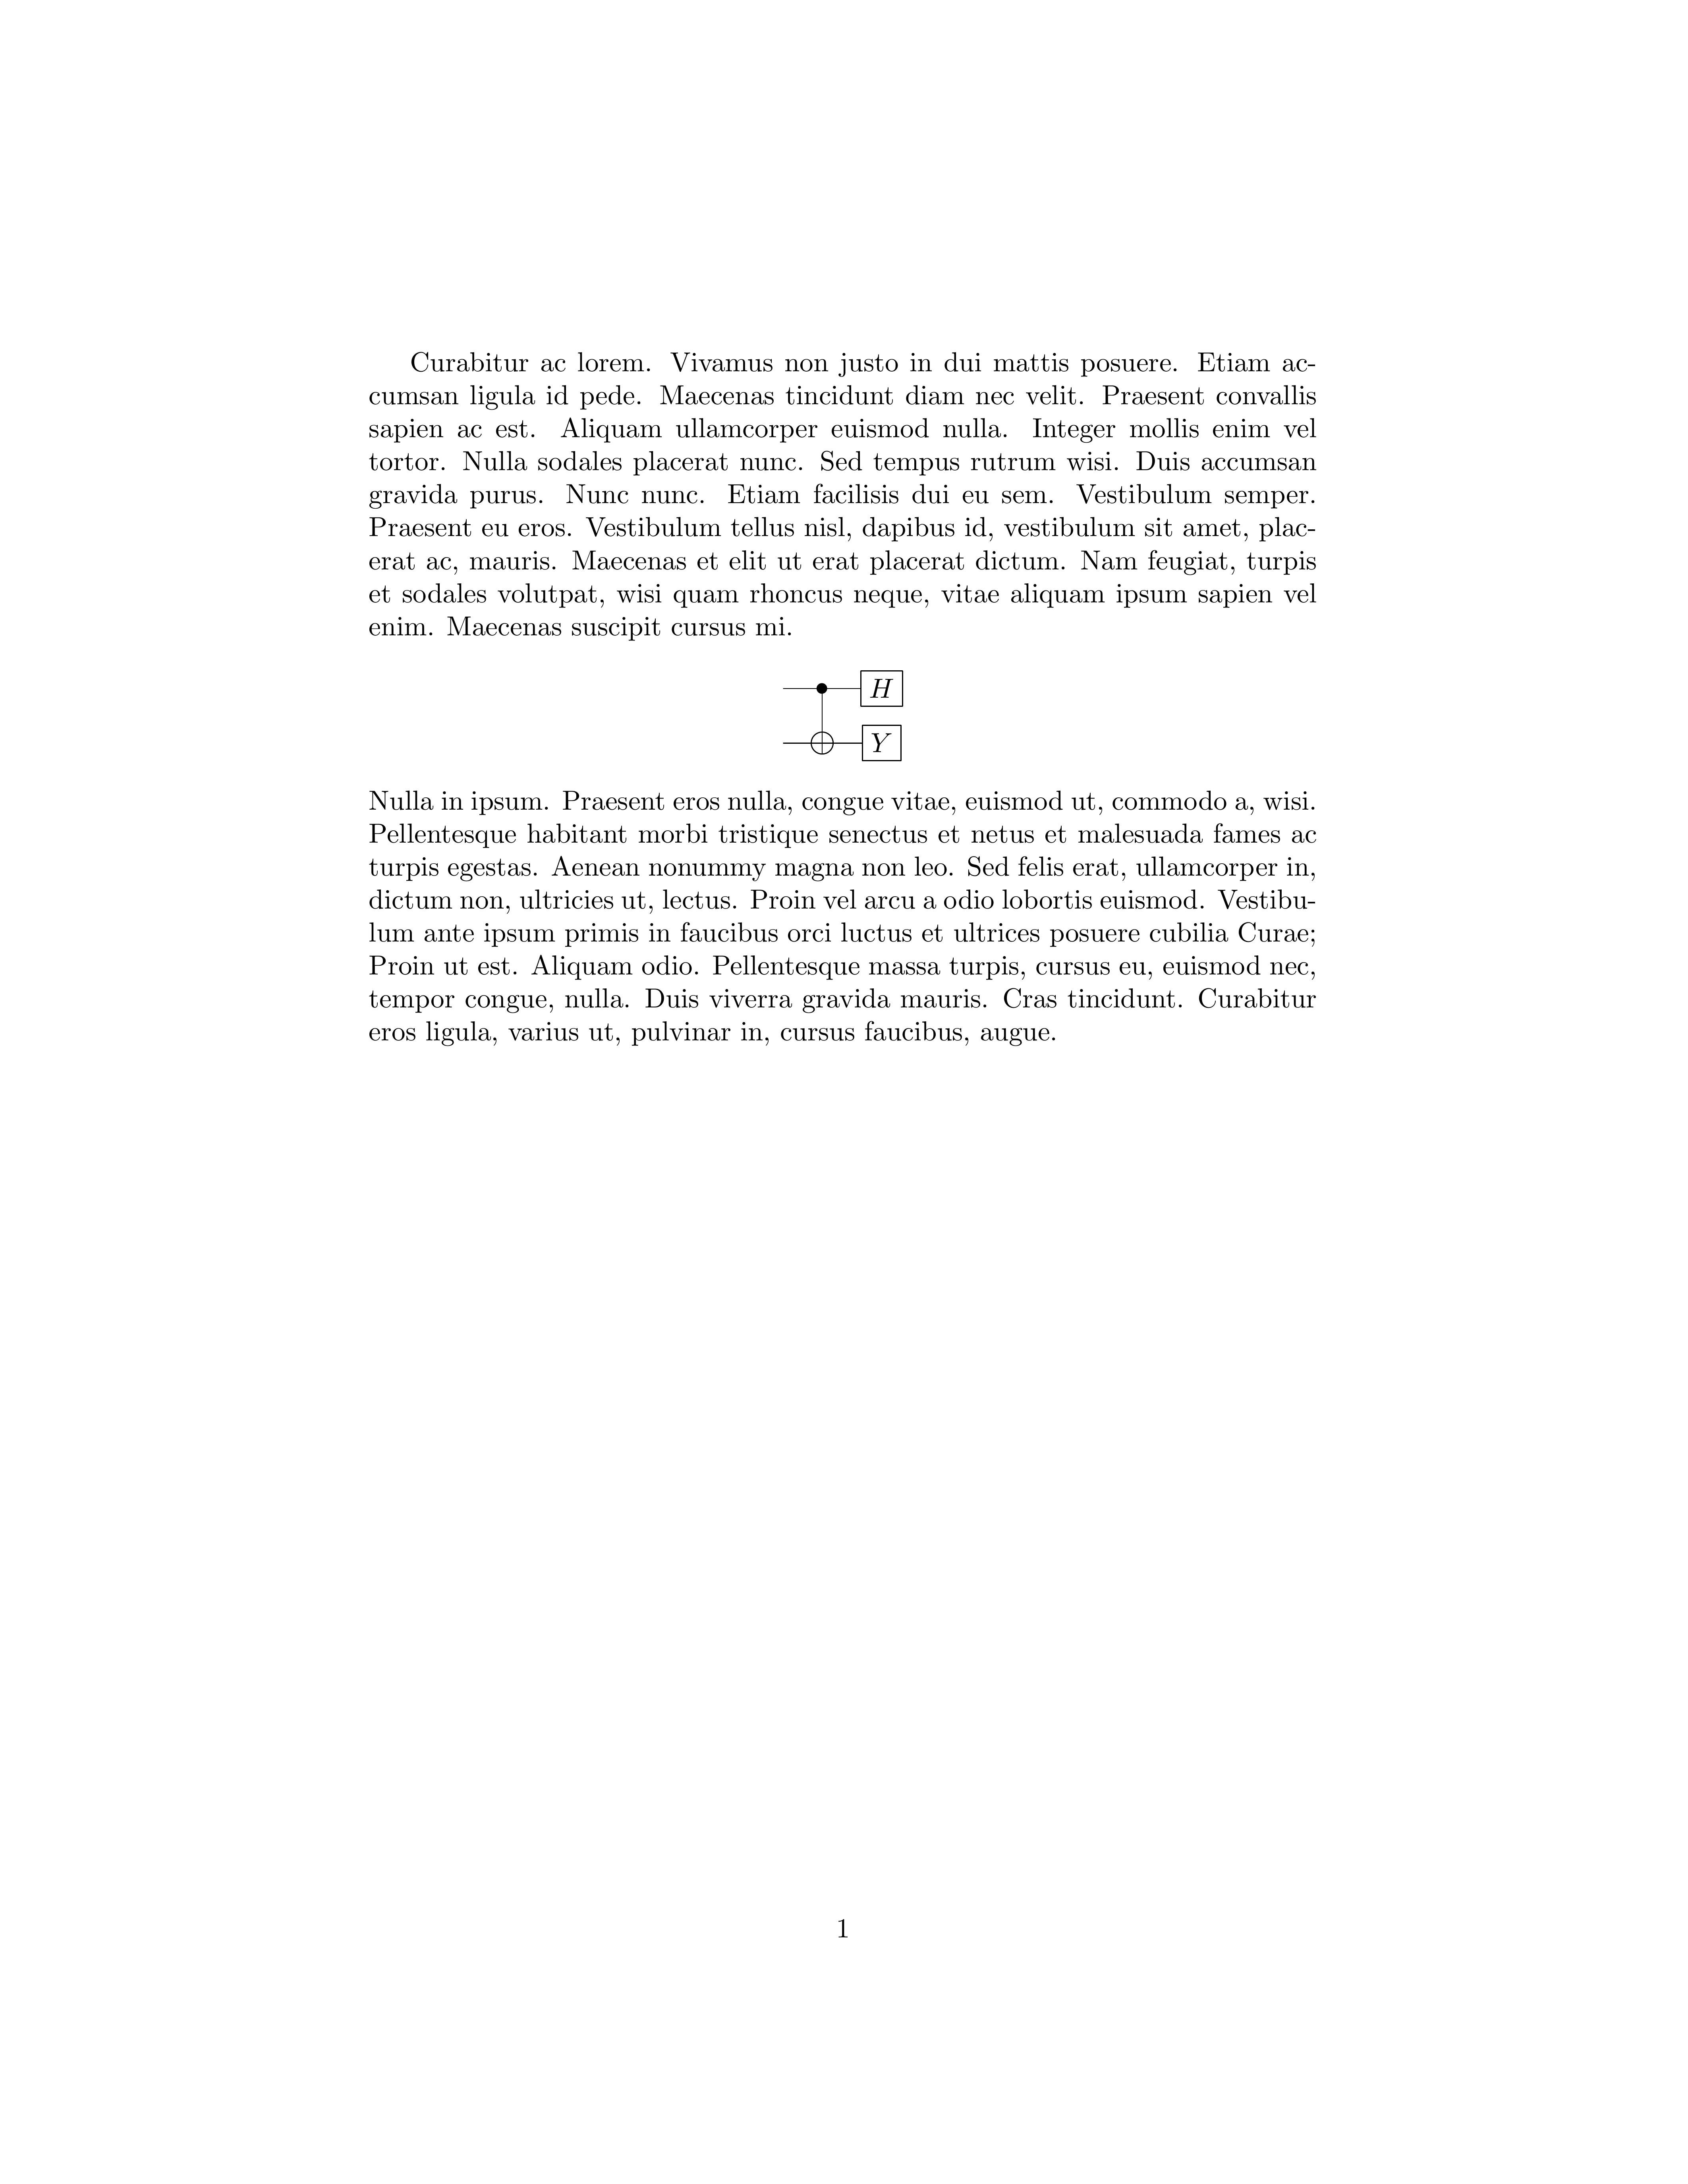 Curabitur ac lorem. Vivamus non justo in dui mattis posuere. Etiam ac-
cumsan ligula id pede. Maecenas tincidunt diam nec velit. Praesent convallis
sapien ac est. Aliquam ullamcorper euismod nulla. Integer mollis enim vel
tortor. Nulla sodales placerat nunc. Sed tempus rutrum wisi. Duis accumsan
gravida purus. Nunc nunc. Etiam facilisis dui eu sem. Vestibulum semper.
Praesent eu eros. Vestibulum tellus nisl, dapibus id, vestibulum sit amet, plac-
erat ac, mauris. Maecenas et elit ut erat placerat dictum. Nam feugiat, turpis
et sodales volutpat, wisi quam rhoncus neque, vitae aliquam ipsum sapien vel
enim. Maecenas suscipit cursus mi.
H
Y
Nulla in ipsum. Praesent eros nulla, congue vitae, euismod ut, commodo a, wisi.
Pellentesque habitant morbi tristique senectus et netus et malesuada fames ac
turpis egestas. Aenean nonummy magna non leo. Sed felis erat, ullamcorper in,
dictum non, ultricies ut, lectus. Proin vel arcu a odio lobortis euismod. Vestibu-
lum ante ipsum primis in faucibus orci luctus et ultrices posuere cubilia Curae;
Proin ut est. Aliquam odio. Pellentesque massa turpis, cursus eu, euismod nec,
tempor congue, nulla. Duis viverra gravida mauris. Cras tincidunt. Curabitur
eros ligula, varius ut, pulvinar in, cursus faucibus, augue.
1